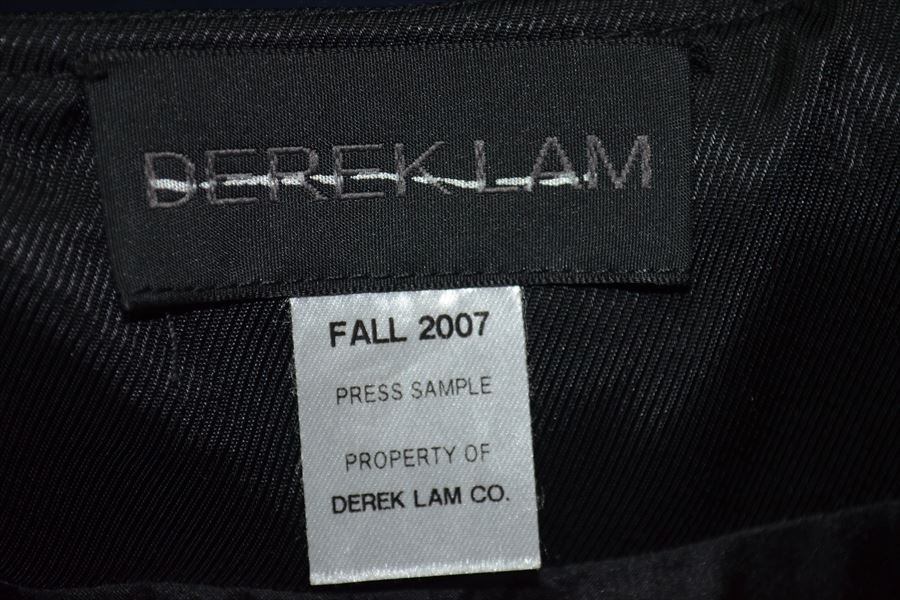 DEREK LAM
FALL 2007
PRESS SAMPLE
PROPERTY OF
DEREK LAM CO.